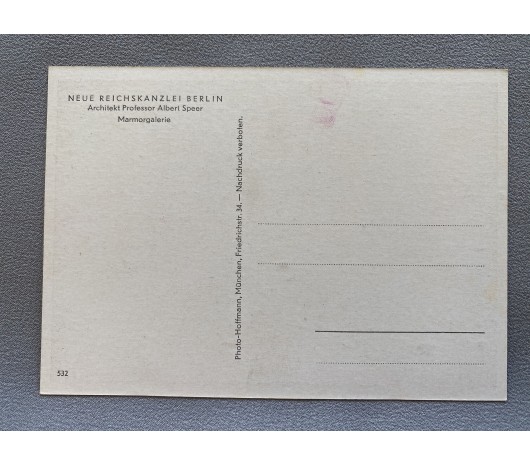 NEUE REICHSKANZLEI BERLIN
Architekt Professor Albert Speer
Marmorgalerie
Photo-Hoffmann, München, Friedrichstr. 34. — Nachdruck verboten.
532